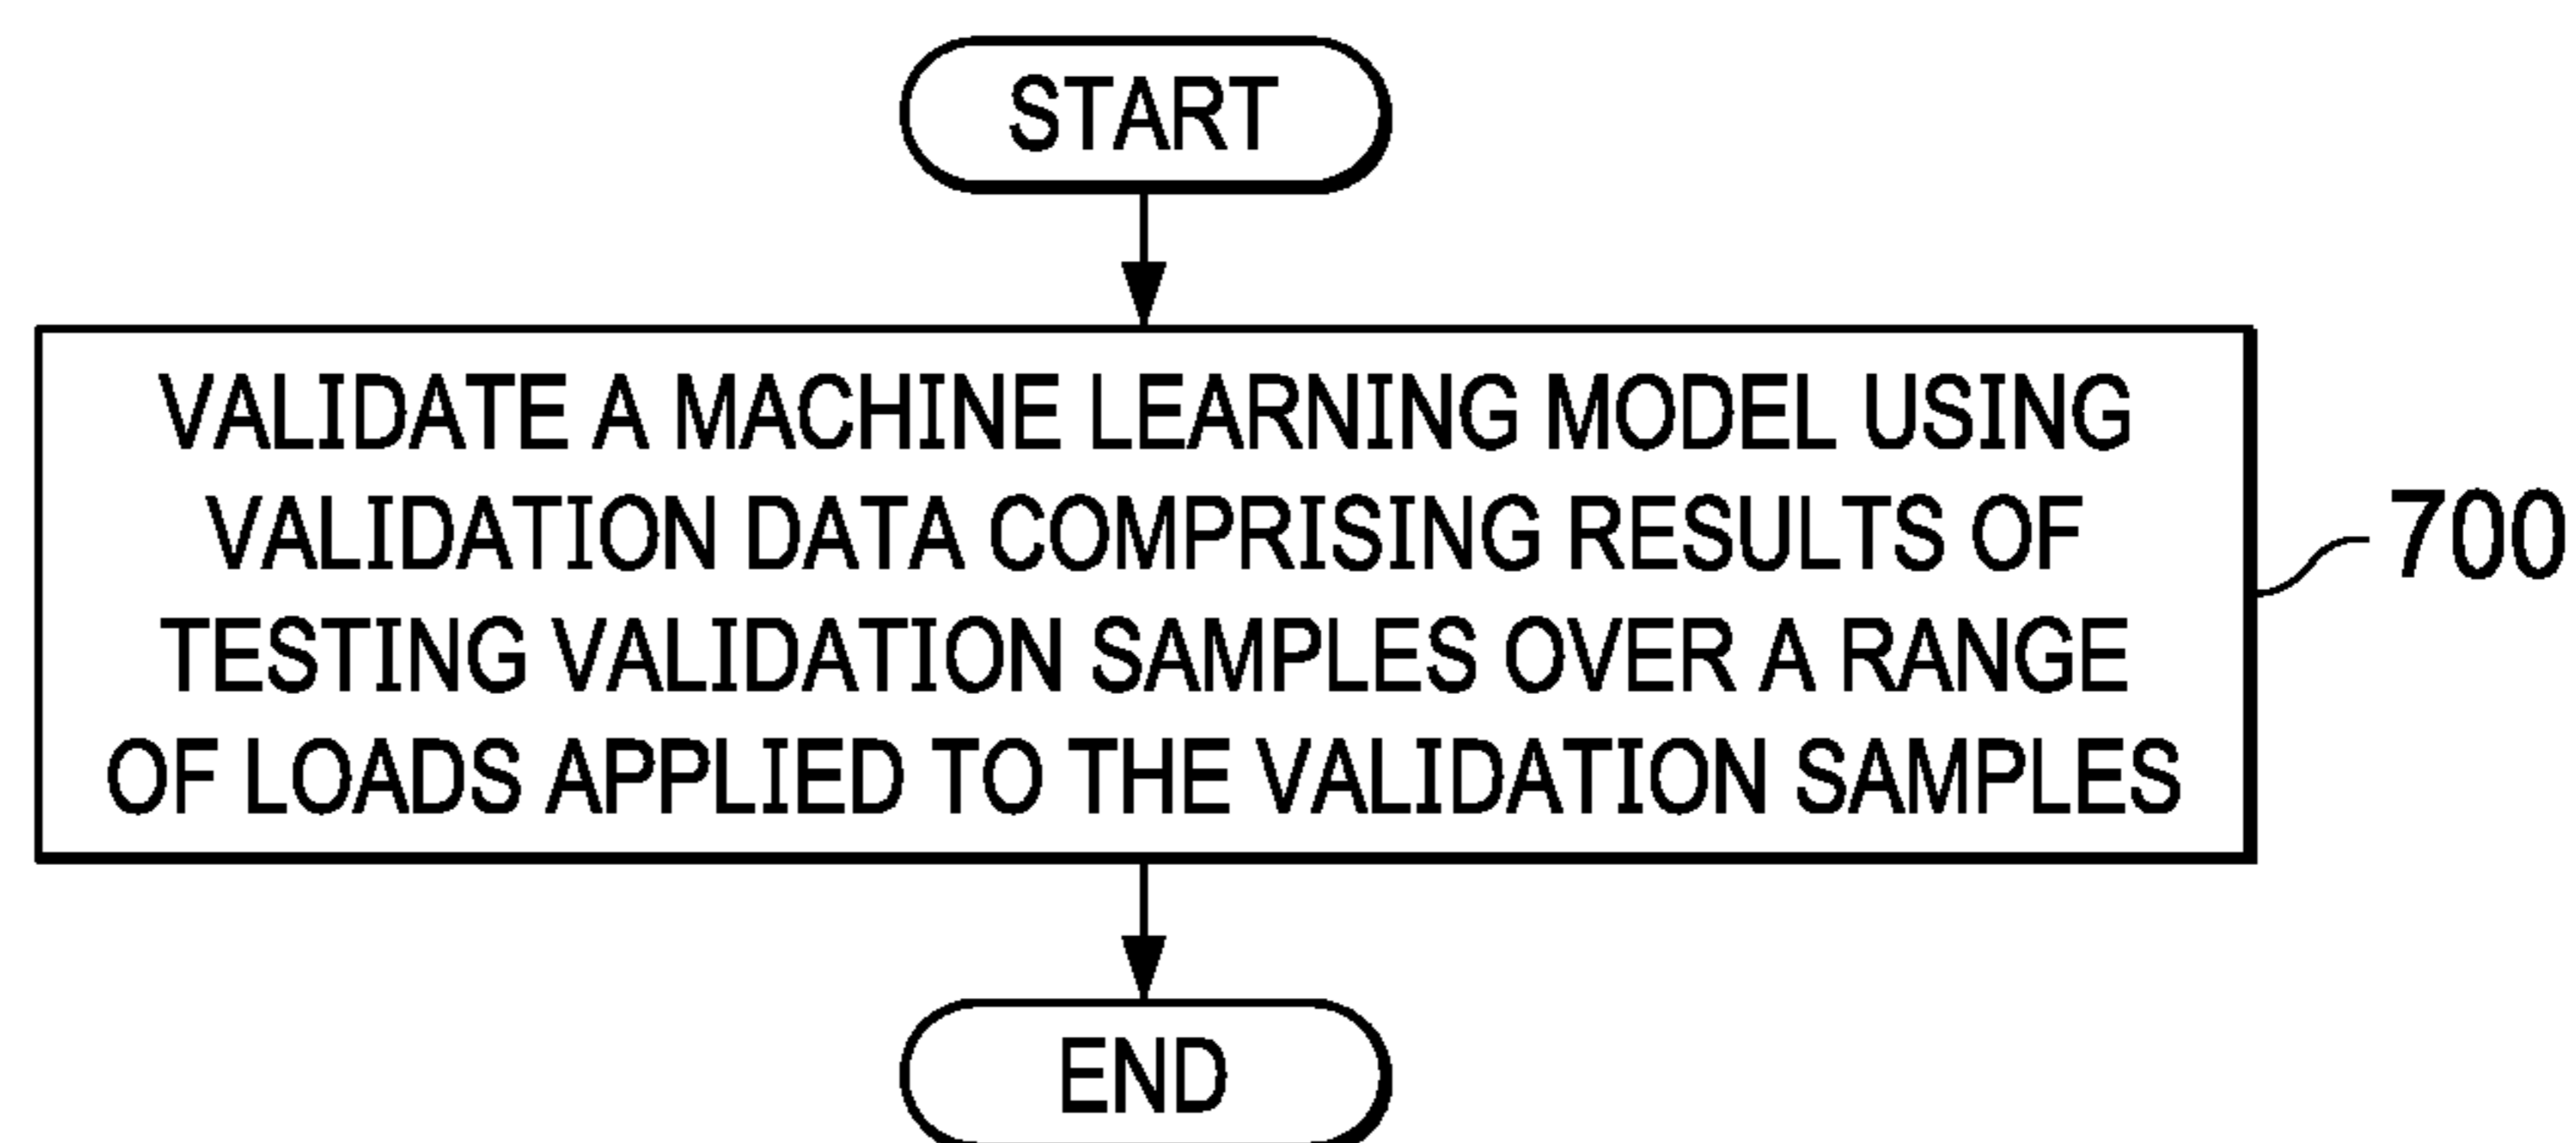 START
VALIDATE A MACHINE LEARNING MODEL USING
VALIDATION DATA COMPRISING RESULTS OF
TESTING VALIDATION SAMPLES OVER A RANGE
OF LOADS APPLIED TO THE VALIDATION SAMPLES
700
END